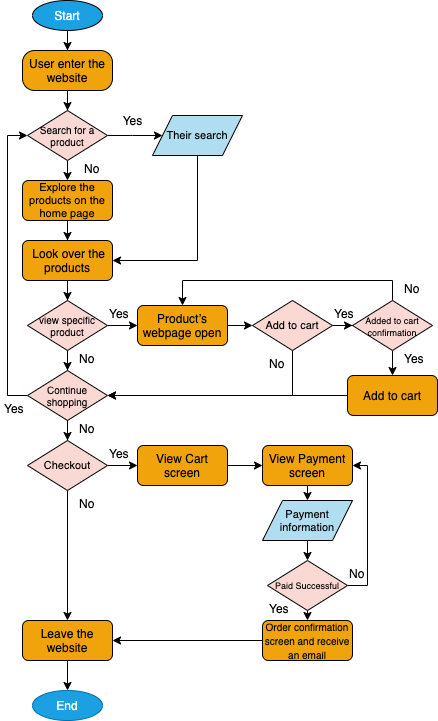 Start
User enter the
website
Search for a
product
Yes
Their search
No
Explore the
products on the
home page
Look over the
products
view specific
product
Yes
Product's
webpage open
Add to cart
Yes
Added to cart
confirmation
No
Yes
No
No
Add to cart
Continue
shopping
Yes
No
Checkout
Yes
View Cart
screen
View Payment
screen
No
Payment
information
Paid Successful
No
Yes
Order confirmation
screen and receive
an email
Leave the
website
End